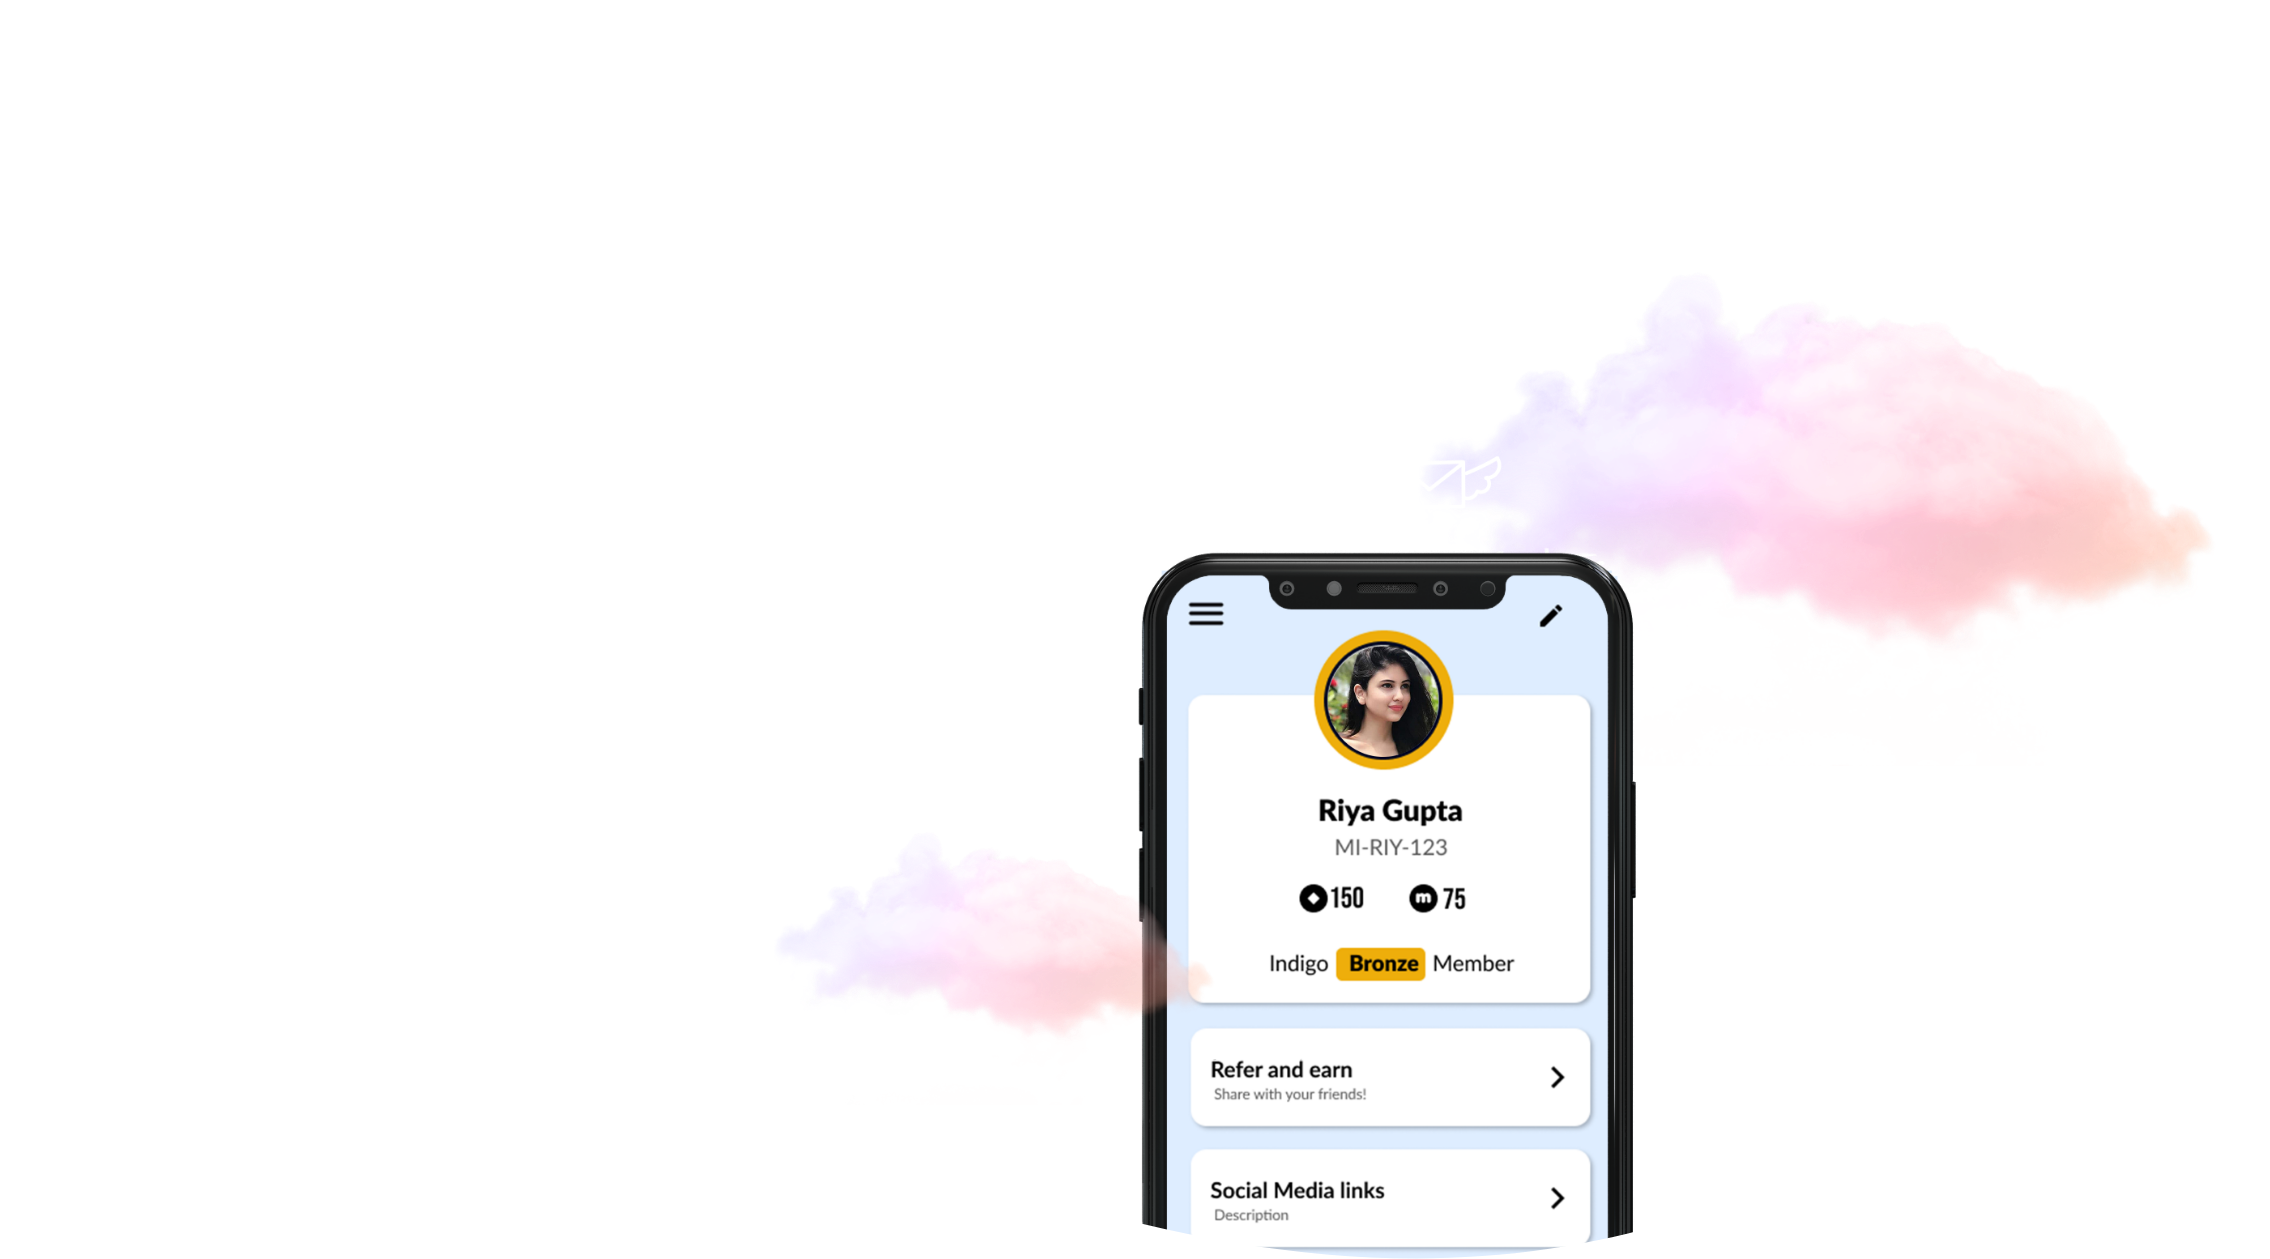 Riya Gupta
MI-RIY-123
150 m 75
Indigo Bronze Member
Refer and earn
Share with your friends!
Social Media links
Description